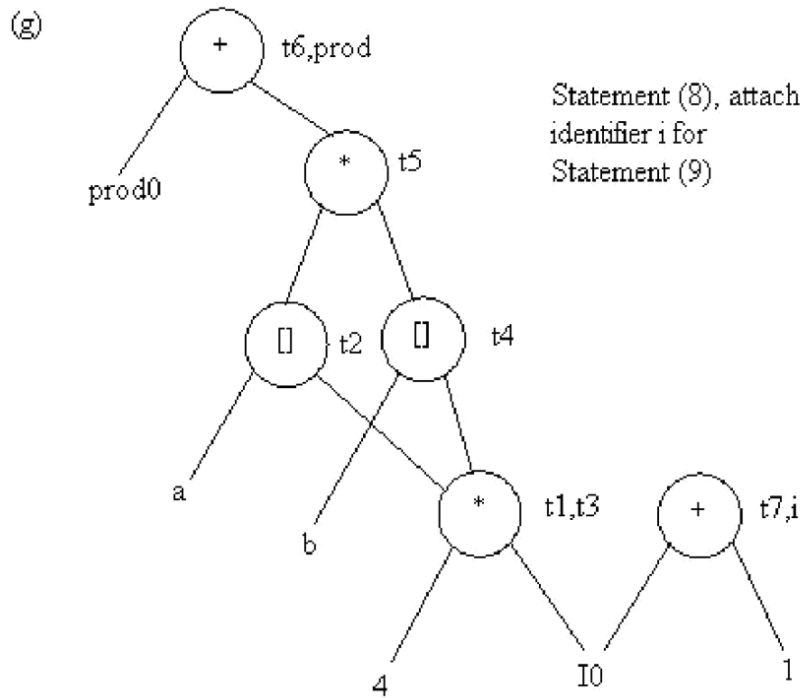 (g)
+
t6,prod
Statement (8), attach
identifier i for
Statement (9)
*
t5
prod0
[]
t2
[]
t4
a
b
*
t1,t3
+
t7,i
4
I0
1